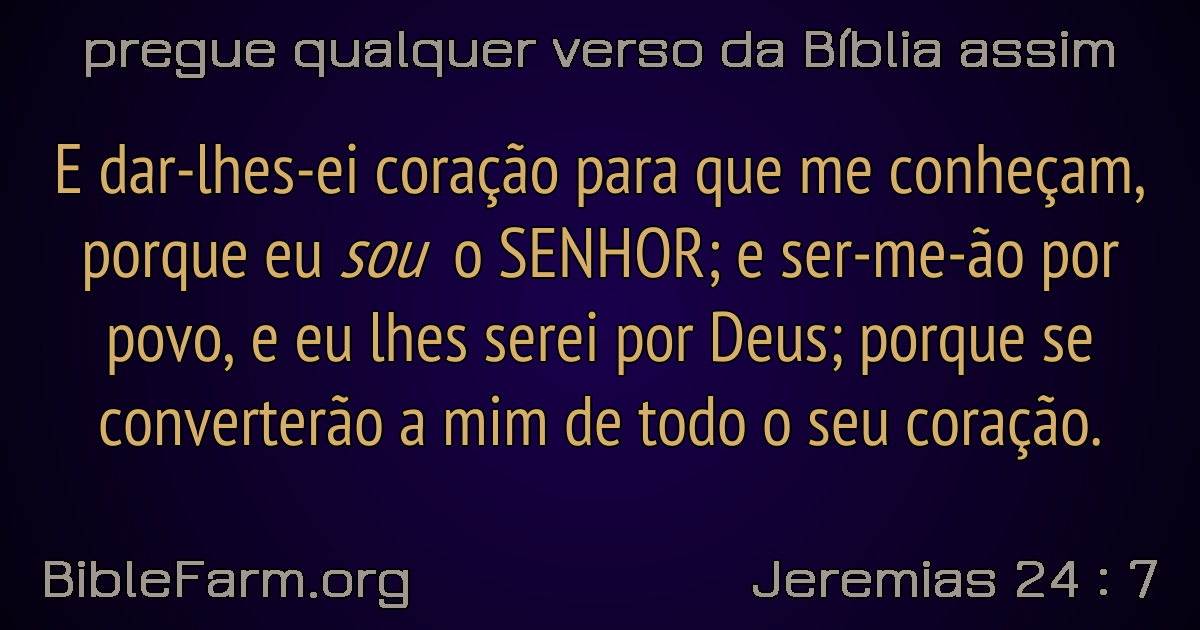 pregue qualquer verso da Bíblia assim
E dar-lhes-ei coração para que me conheçam,
porque eu sou o SENHOR; e ser-me-ão por
povo, e eu lhes serei por Deus; porque se
converterão a mim de todo o seu coração.
BibleFarm.org
Jeremias 24 : 7